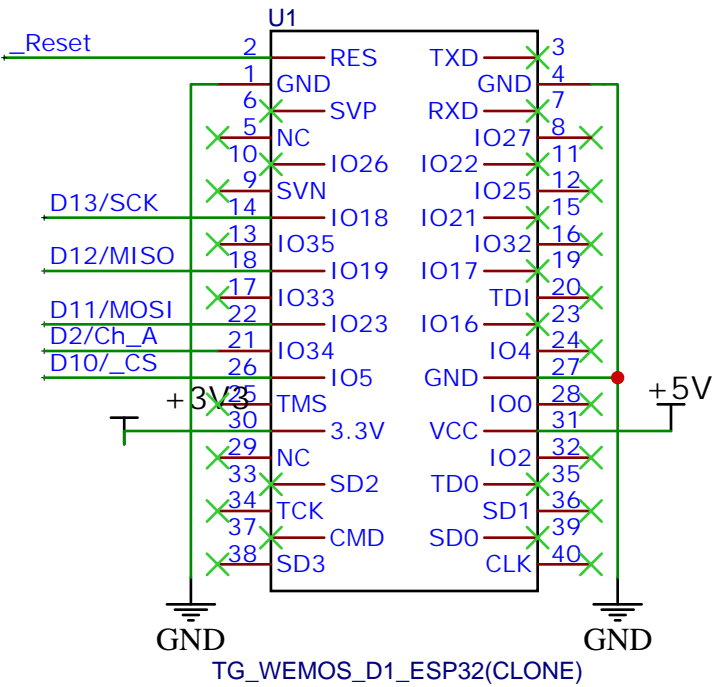 U1
_Reset 2 RES TXD 3
1 GND GND 4
6 SVP RXD 7
5 NC IO27 8
10 IO26 IO22 11
9 SVN IO25 12
D13/SCK 14 IO18 IO21 15
13 IO35 IO32 16
D12/MISO 18 IO19 IO17 19
17 IO33 TDI 20
D11/MOSI 22 IO23 IO16 23
D2/Ch_A 21 IO34 IO4 24
D10/_CS 26 IO5 GND 27
+3V3 25 TMS IO0 28 +5V
30 3.3V VCC 31
29 NC IO2 32
33 SD2 TD0 35
34 TCK SD1 36
37 CMD SD0 39
38 SD3 CLK 40
GND GND
TG_WEMOS_D1_ESP32(CLONE)